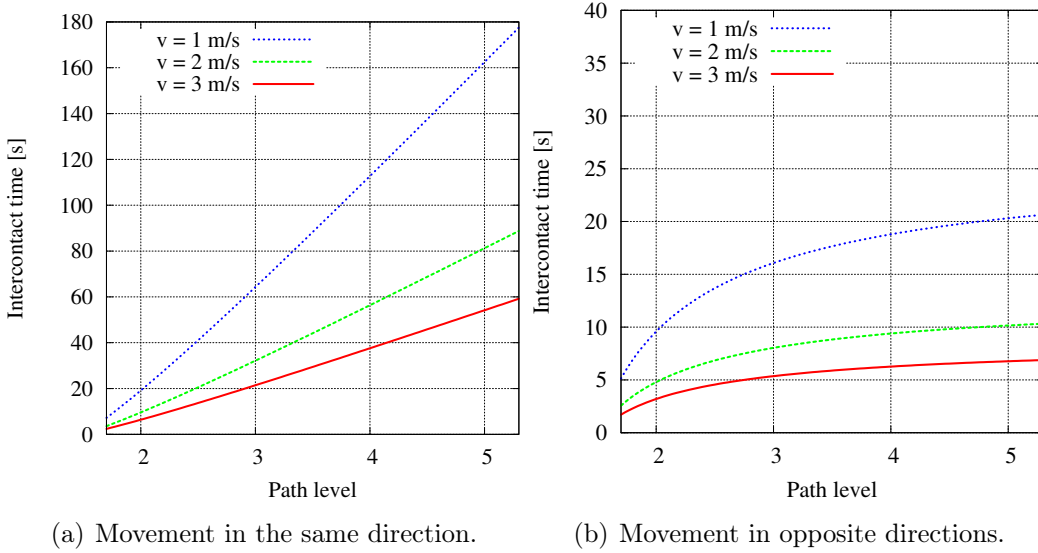 180
160
140
120
100
80
60
40
20
0
Intercontact time [s]
v = 1 m/s
v = 2 m/s
v = 3 m/s
2 3 4 5
Path level
(a) Movement in the same direction.
40
35
30
25
20
15
10
5
0
Intercontact time [s]
v = 1 m/s
v = 2 m/s
v = 3 m/s
2 3 4 5
Path level
(b) Movement in opposite directions.